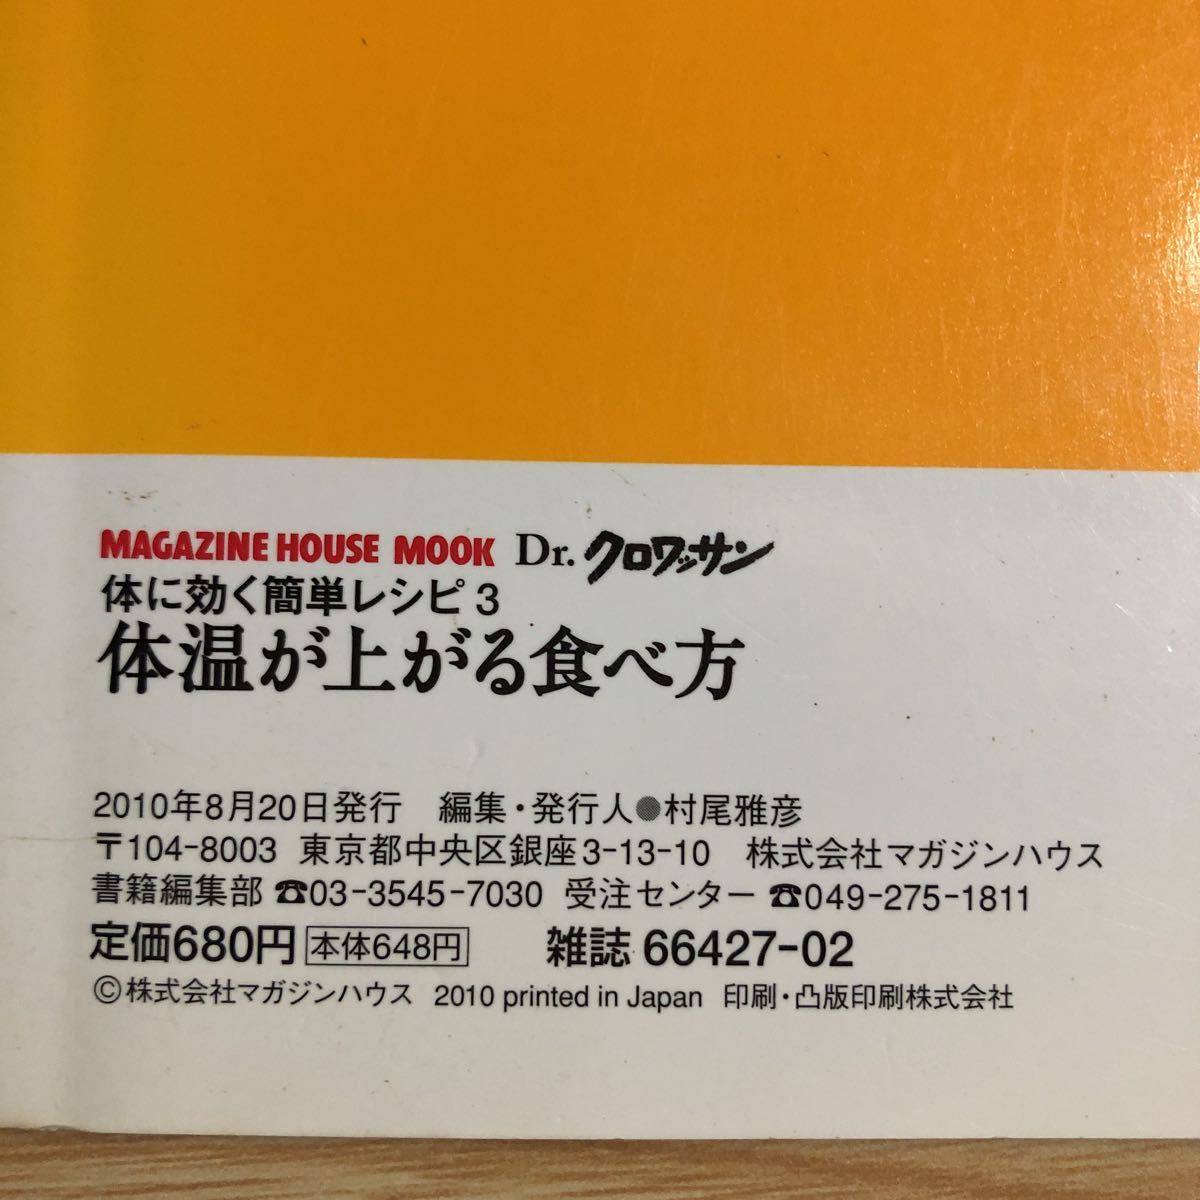 MAGAZINE HOUSE MOOK Dr.クロワッサン
体に効く簡単レシピ3
体温が上がる食べ方
2010年8月20日発行 編集・発行人●村尾雅彦
〒104-8003 東京都中央区銀座3-13-10 株式会社マガジンハウス
書籍編集部 ☎03-3545-7030 受注センター ☎049-275-1811
定価680円 本体648円 雑誌 66427-02
©株式会社マガジンハウス 2010 printed in Japan 印刷・凸版印刷株式会社